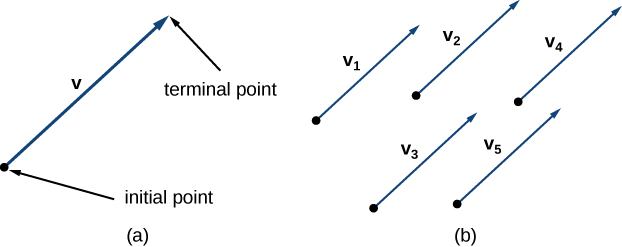 v
terminal point
initial point
(a)
v1
v2
v4
v3
v5
(b)